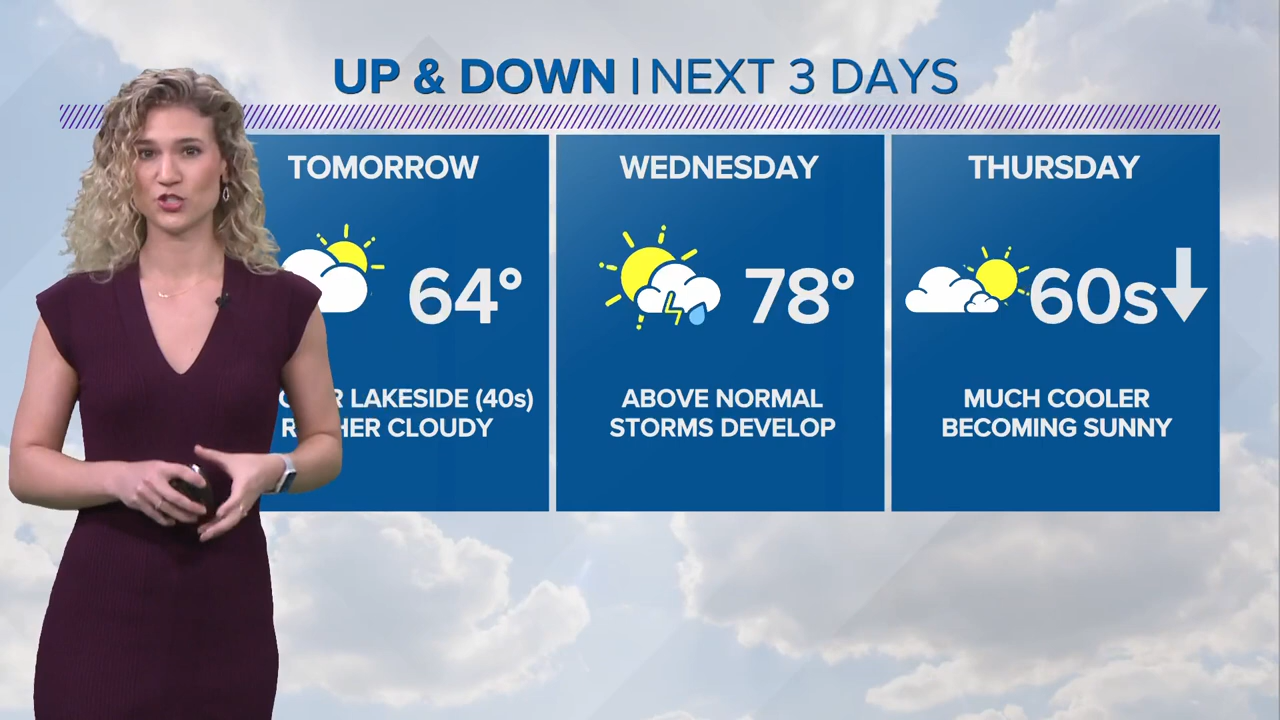 UP & DOWN | NEXT 3 DAYS
TOMORROW
64°
LAKESIDE (40s)
CLOUDY
WEDNESDAY
78°
ABOVE NORMAL
STORMS DEVELOP
THURSDAY
60s
MUCH COOLER
BECOMING SUNNY